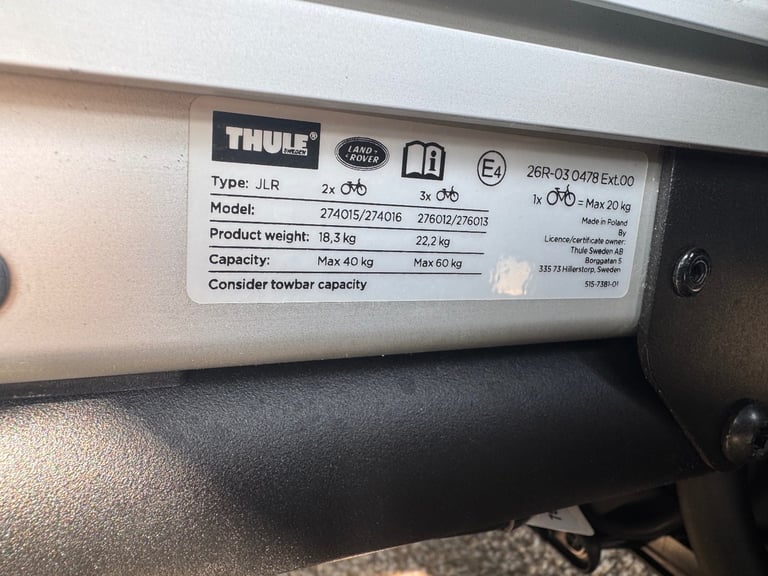 THULE®
SWEDEN
LAND ROVER
i
E4
26R-03 0478 Ext.00
Type: JLR 2x 3x
1x = Max 20 kg
Model: 274015/274016 276012/276013
Product weight: 18,3 kg 22,2 kg
Capacity: Max 40 kg Max 60 kg
Consider towbar capacity
Made in Poland
By
Licence/certificate owner:
Thule Sweden AB
Borggatan 5
335 73 Hillerstorp, Sweden
515-7381-01